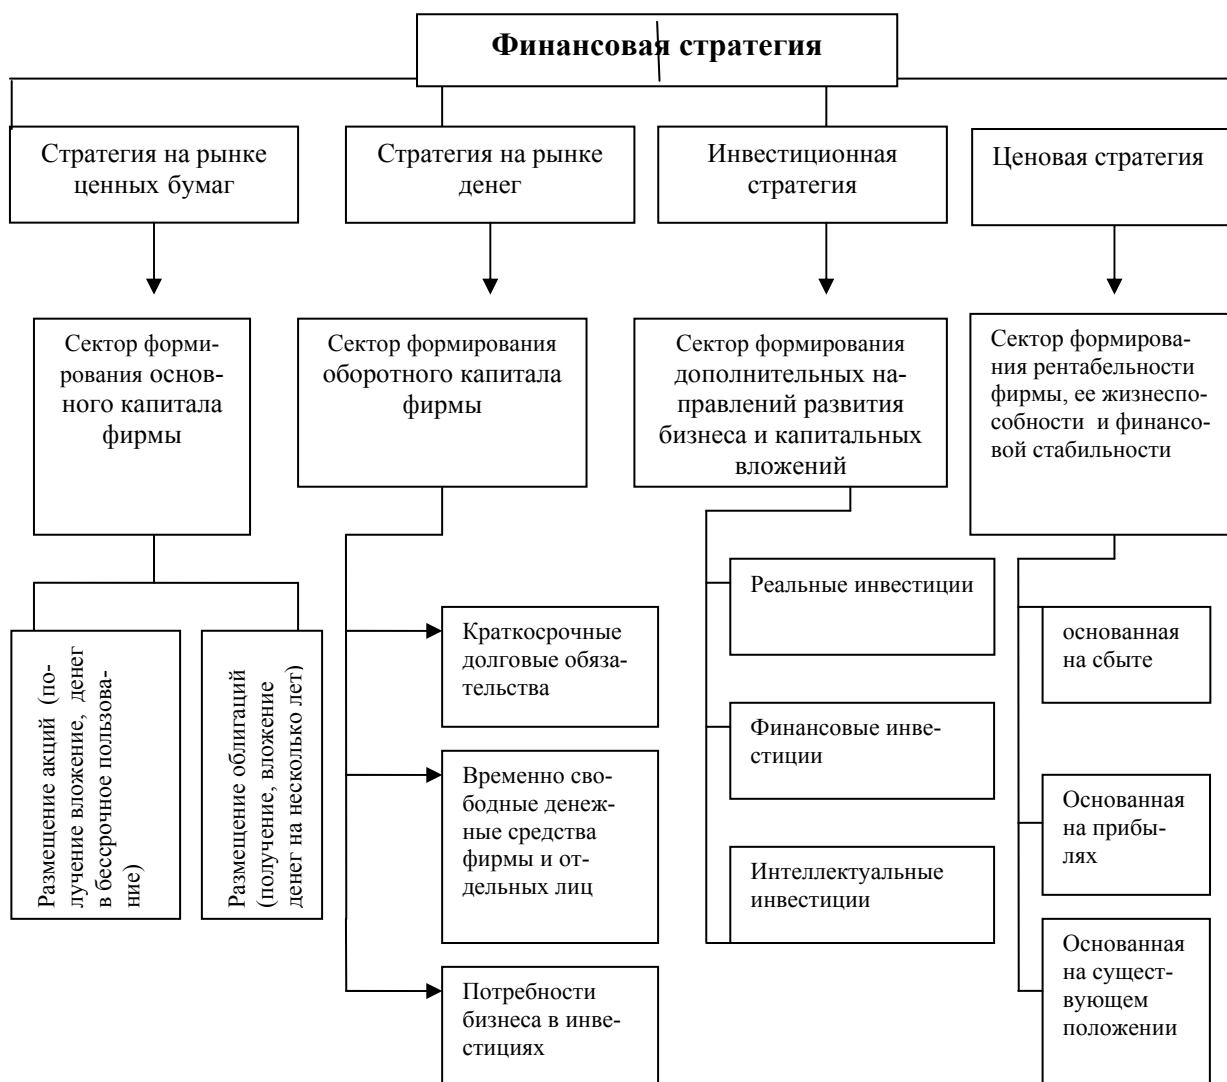 Финансовая стратегия
Стратегия на рынке
ценных бумаг
Стратегия на рынке
денег
Инвестиционная
стратегия
Ценовая стратегия
Сектор форми-
рования основ-
ного капитала
фирмы
Сектор формирования
оборотного капитала
фирмы
Сектор формирования
дополнительных на-
правлений развития
бизнеса и капитальных
вложений
Сектор формирова-
ния рентабельности
фирмы, ее жизнеспо-
собности и финансо-
вой стабильности
Размещение акций (по-
лучение вложение, денег
в бессрочное пользова-
ние)
Размещение облигаций
(получение, вложение
денег на несколько лет)
Краткосрочные
долговые обяза-
тельства
Временно сво-
бодные денеж-
ные средства
фирмы и от-
дельных лиц
Потребности
бизнеса в инве-
стициях
Реальные инвестиции
Финансовые инве-
стиции
Интеллектуальные
инвестиции
основанная
на сбыте
Основанная
на прибы-
лях
Основанная
на сущест-
вующем
положении